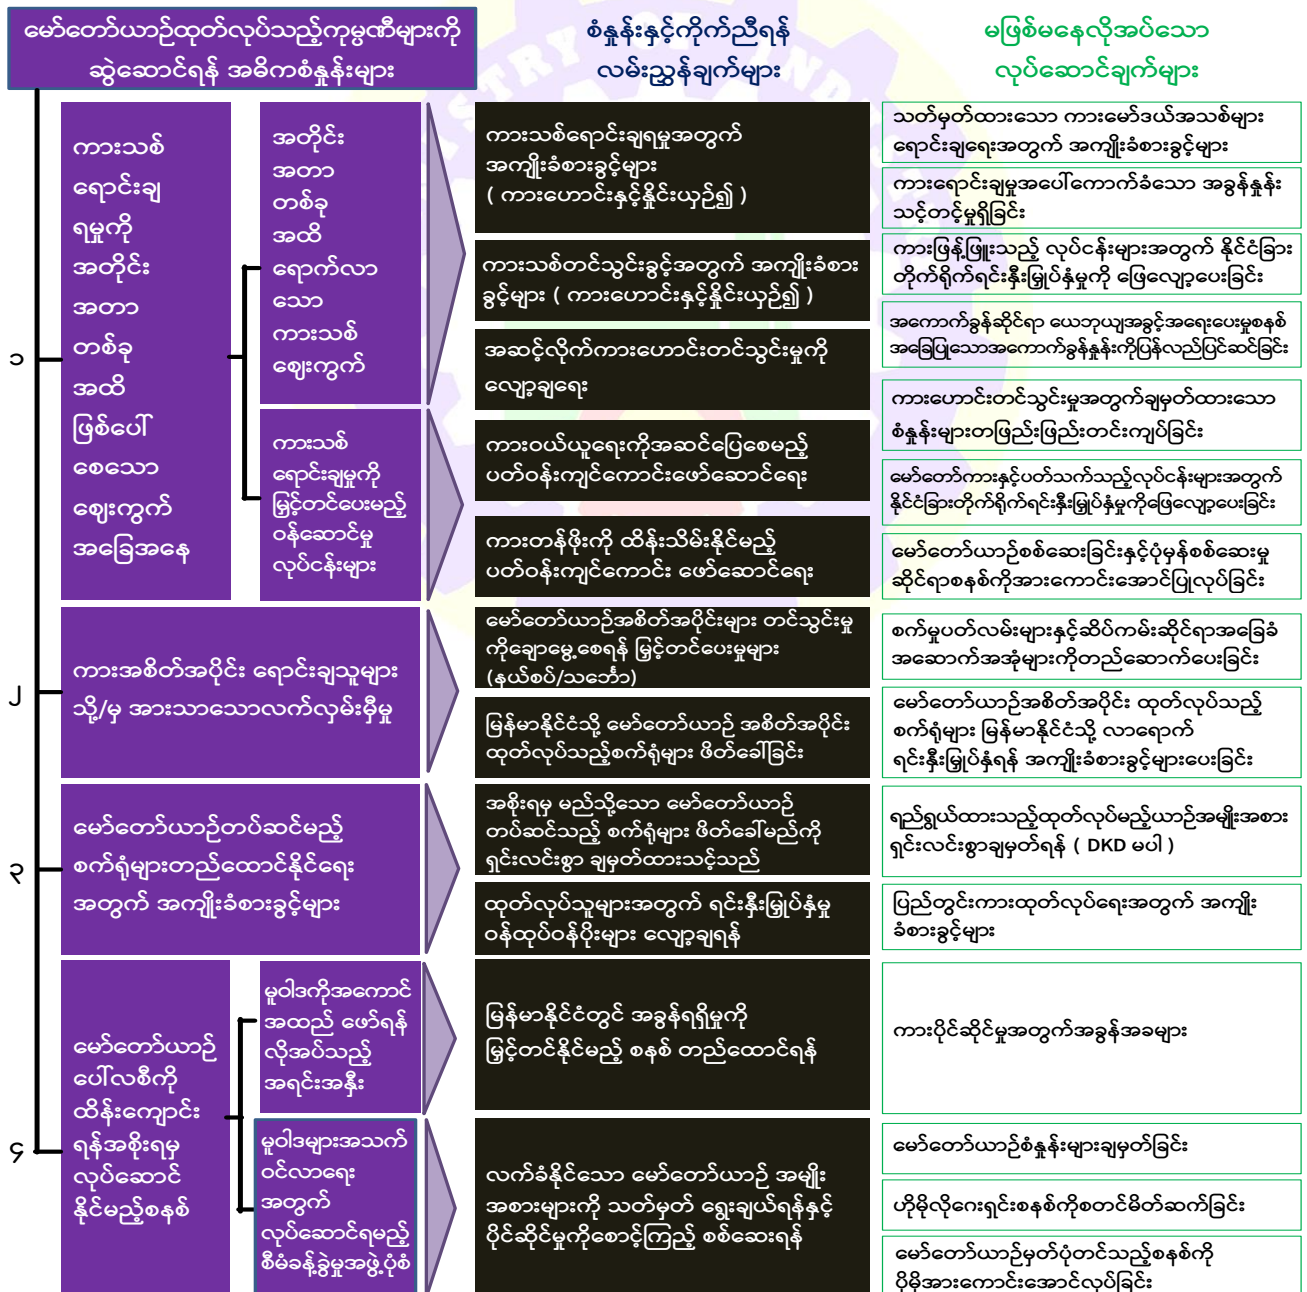 မော်တော်ယာဉ်ထုတ်လုပ်သည့်ကုမ္ပဏီများကို
ဆွဲဆောင်ရန် အဓိကစံနှုန်းများ
စံနှုန်းနှင့်ကိုက်ညီရန်
လမ်းညွှန်ချက်များ
မဖြစ်မနေလိုအပ်သော
လုပ်ဆောင်ချက်များ
၁
ကားသစ်
ရောင်းချ
ရမှုကို
အတိုင်း
အတာ
တစ်ခု
အထိ
ဖြစ်ပေါ်
စေသော
ဈေးကွက်
အခြေအနေ
အတိုင်း
အတာ
တစ်ခု
အထိ
ရောက်လာ
သော
ကားသစ်
ဈေးကွက်
ကားသစ်
ရောင်းချမှုကို
မြှင့်တင်ပေးမည့်
ဝန်ဆောင်မှု
လုပ်ငန်းများ
ကားသစ်ရောင်းချရမှုအတွက်
အကျိုးခံစားခွင့်များ
( ကားဟောင်းနှင့်နှိုင်းယှဉ်၍ )
ကားသစ်တင်သွင်းခွင့်အတွက် အကျိုးခံစား
ခွင့်များ ( ကားဟောင်းနှင့်နှိုင်းယှဉ်၍ )
အဆင့်လိုက်ကားဟောင်းတင်သွင်းမှုကို
လျော့ချရေး
ကားဝယ်ယူရေးကိုအဆင်ပြေစေမည့်
ပတ်ဝန်းကျင်ကောင်းဖော်ဆောင်ရေး
ကားတန်ဖိုးကို ထိန်းသိမ်းနိုင်မည့်
ပတ်ဝန်းကျင်ကောင်း ဖော်ဆောင်ရေး
သတ်မှတ်ထားသော ကားမော်ဒယ်အသစ်များ
ရောင်းချရေးအတွက် အကျိုးခံစားခွင့်များ
ကားရောင်းချမှုအပေါ်ကောက်ခံသော အခွန်နှုန်း
သင့်တင့်မှုရှိခြင်း
ကားဖြန့်ဖြူးသည့် လုပ်ငန်းများအတွက် နိုင်ငံခြား
တိုက်ရိုက်ရင်းနှီးမြှုပ်နှံမှုကို ဖြေလျော့ပေးခြင်း
အကောက်ခွန်ဆိုင်ရာ ယေဘုယျအခွင့်အရေးပေးမှုစနစ်
အခြေပြုသောအကောက်ခွန်နှုန်းကိုပြန်လည်ပြင်ဆင်ခြင်း
ကားဟောင်းတင်သွင်းမှုအတွက်ချမှတ်ထားသော
စံနှုန်းများတဖြည်းဖြည်းတင်းကျပ်ခြင်း
မော်တော်ကားနှင့်ပတ်သက်သည့်လုပ်ငန်းများအတွက်
နိုင်ငံခြားတိုက်ရိုက်ရင်းနှီးမြှုပ်နှံမှုကိုဖြေလျော့ပေးခြင်း
မော်တော်ယာဉ်စစ်ဆေးခြင်းနှင့်ပုံမှန်စစ်ဆေးမှု
ဆိုင်ရာစနစ်ကိုအားကောင်းအောင်ပြုလုပ်ခြင်း
၂
ကားအစိတ်အပိုင်း ရောင်းချသူများ
သို့/မှ အားသာသောလက်လှမ်းမှီမှု
မော်တော်ယာဉ်အစိတ်အပိုင်းများ တင်သွင်းမှု
ကိုချောမွေ့စေရန် မြှင့်တင်ပေးမှုများ
(နယ်စပ်/သင်္ဘော)
မြန်မာနိုင်ငံသို့ မော်တော်ယာဉ် အစိတ်အပိုင်း
ထုတ်လုပ်သည့်စက်ရုံများ ဖိတ်ခေါ်ခြင်း
စက်မှုပတ်လမ်းများနှင့်ဆိပ်ကမ်းဆိုင်ရာအခြေခံ
အဆောက်အအုံများကိုတည်ဆောက်ပေးခြင်း
မော်တော်ယာဉ်အစိတ်အပိုင်း ထုတ်လုပ်သည့်
စက်ရုံများ မြန်မာနိုင်ငံသို့ လာရောက်
ရင်းနှီးမြှုပ်နှံရန် အကျိုးခံစားခွင့်များပေးခြင်း
၃
မော်တော်ယာဉ်တပ်ဆင်မည့်
စက်ရုံများတည်ထောင်နိုင်ရေး
အတွက် အကျိုးခံစားခွင့်များ
အစိုးရမှ မည်သို့သော မော်တော်ယာဉ်
တပ်ဆင်သည့် စက်ရုံများ ဖိတ်ခေါ်မည်ကို
ရှင်းလင်းစွာ ချမှတ်ထားသင့်သည်
ထုတ်လုပ်သူများအတွက် ရင်းနှီးမြှုပ်နှံမှု
ဝန်ထုပ်ဝန်ပိုးများ လျော့ချရန်
ရည်ရွယ်ထားသည့်ထုတ်လုပ်မည့်ယာဉ်အမျိုးအစား
ရှင်းလင်းစွာချမှတ်ရန် ( DKD မပါ )
ပြည်တွင်းကားထုတ်လုပ်ရေးအတွက် အကျိုး
ခံစားခွင့်များ
၄
မော်တော်ယာဉ်
ပေါ်လစီကို
ထိန်းကျောင်း
ရန်အစိုးရမှ
လုပ်ဆောင်
နိုင်မည့်စနစ်
မူဝါဒကိုအကောင်
အထည် ဖော်ရန်
လိုအပ်သည့်
အရင်းအနှီး
မူဝါဒများအသက်
ဝင်လာရေး
အတွက်
လုပ်ဆောင်ရမည့်
စီမံခန့်ခွဲမှုအဖွဲ့ပုံစံ
မြန်မာနိုင်ငံတွင် အခွန်ရရှိမှုကို
မြှင့်တင်နိုင်မည့် စနစ် တည်ထောင်ရန်
လက်ခံနိုင်သော မော်တော်ယာဉ် အမျိုး
အစားများကို သတ်မှတ် ရွေးချယ်ရန်နှင့်
ပိုင်ဆိုင်မှုကိုစောင့်ကြည့် စစ်ဆေးရန်
ကားပိုင်ဆိုင်မှုအတွက်အခွန်အခများ
မော်တော်ယာဉ်စံနှုန်းများချမှတ်ခြင်း
ဟိုမိုလိုဂေးရှင်းစနစ်ကိုစတင်မိတ်ဆက်ခြင်း
မော်တော်ယာဉ်မှတ်ပုံတင်သည့်စနစ်ကို
ပိုမိုအားကောင်းအောင်လုပ်ခြင်း